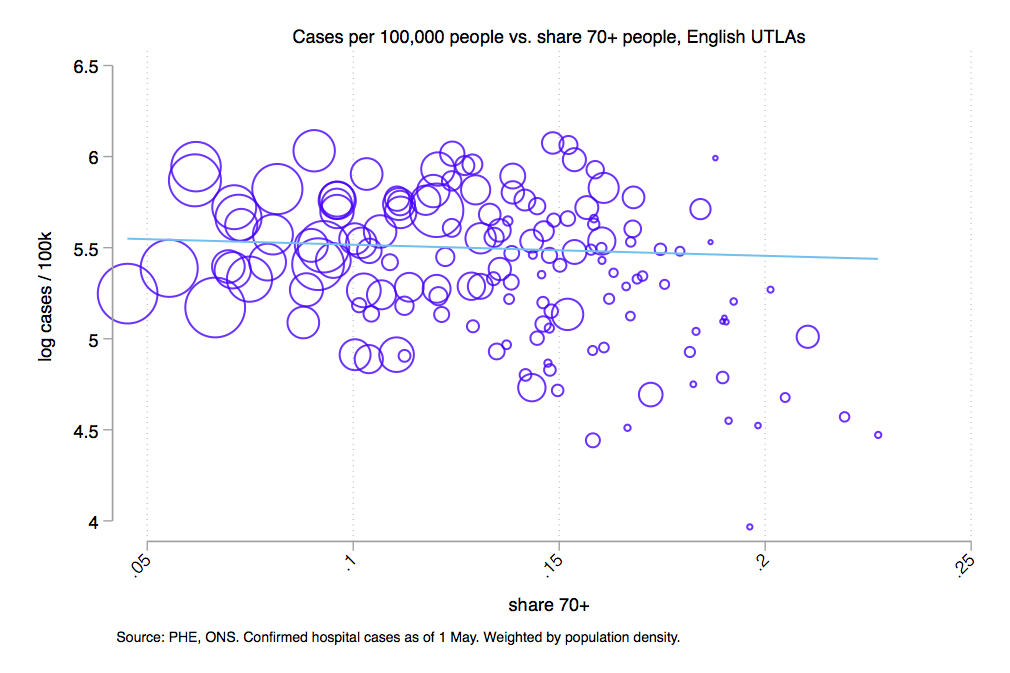 Cases per 100,000 people vs. share 70+ people, English UTLAs
6.5
6
5.5
5
4.5
4
log cases / 100k
.05
.1
.15
.2
.25
share 70+
Source: PHE, ONS. Confirmed hospital cases as of 1 May. Weighted by population density.